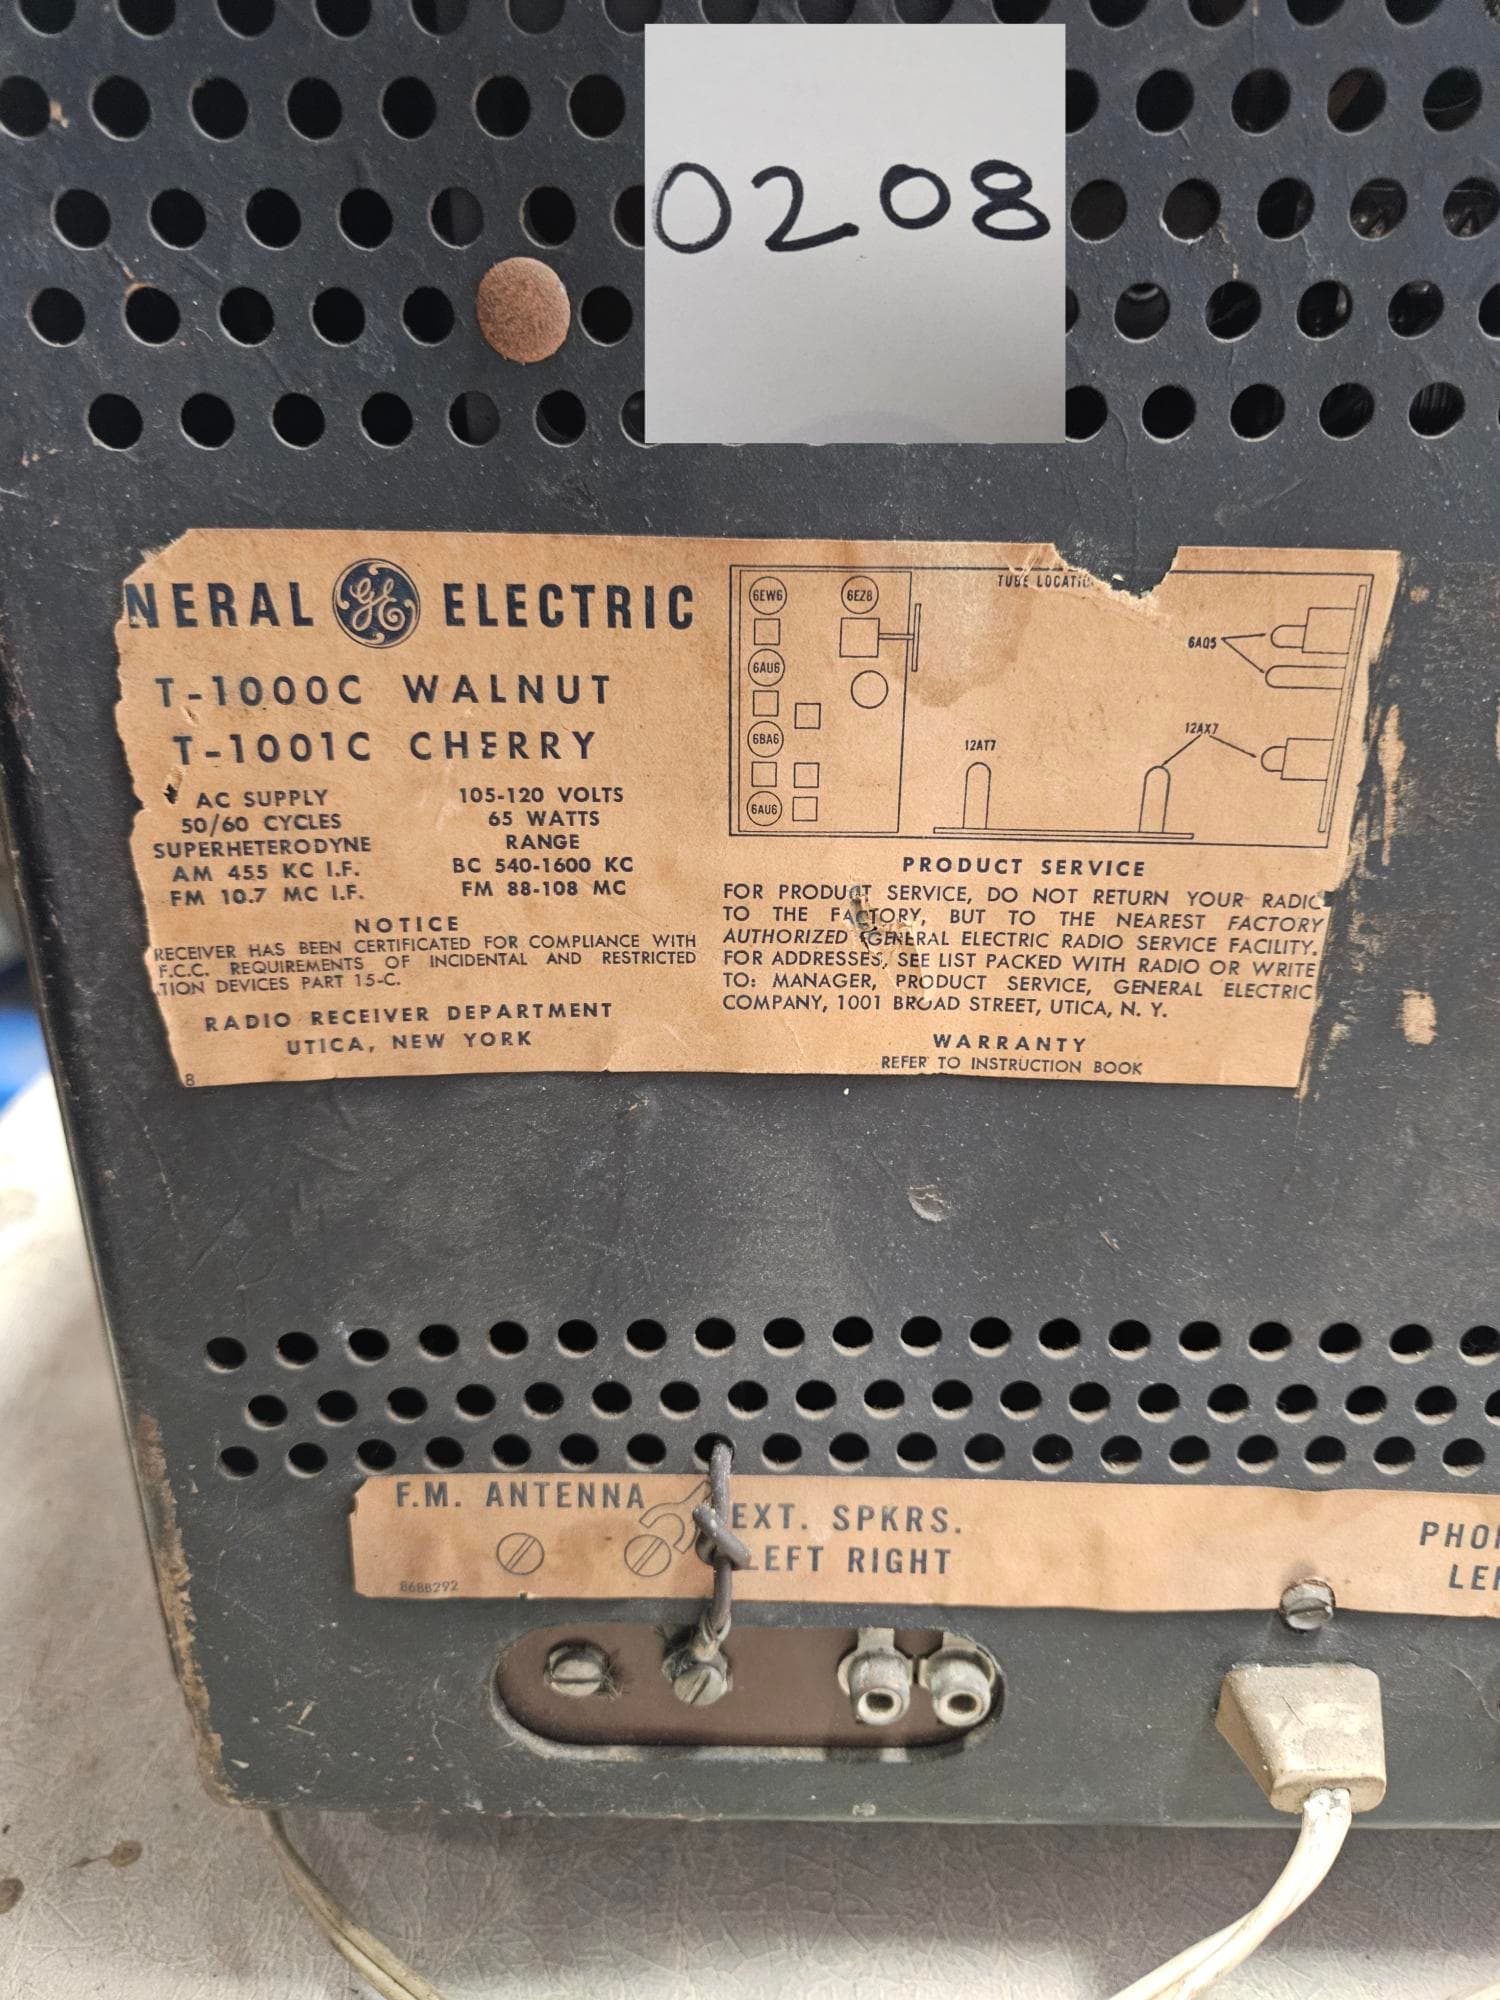 0208
NERAL GE ELECTRIC
T-1000C WALNUT
T-1001C CHERRY
AC SUPPLY
50/60 CYCLES
SUPERHETERODYNE
AM 455 KC I.F.
FM 10.7 MC I.F.
105-120 VOLTS
65 WATTS
RANGE
BC 540-1600 KC
FM 88-108 MC
NOTICE
RECEIVER HAS BEEN CERTIFICATED FOR COMPLIANCE WITH
F.C.C. REQUIREMENTS OF INCIDENTAL AND RESTRICTED
TION DEVICES PART 15-C.
RADIO RECEIVER DEPARTMENT
UTICA, NEW YORK
8
TUBE LOCATIO
6EW6
6EZ8
6AU6
6BA6
6AU6
6AQ5
12AT7
12AX7
PRODUCT SERVICE
FOR PRODUCT SERVICE, DO NOT RETURN YOUR RADIO
TO THE FACTORY, BUT TO THE NEAREST FACTORY
AUTHORIZED GENERAL ELECTRIC RADIO SERVICE FACILITY.
FOR ADDRESSES, SEE LIST PACKED WITH RADIO OR WRITE
TO: MANAGER, PRODUCT SERVICE, GENERAL ELECTRIC
COMPANY, 1001 BROAD STREET, UTICA, N. Y.
WARRANTY
REFER TO INSTRUCTION BOOK
F.M. ANTENNA
868B292
EXT. SPKRS.
LEFT RIGHT
PHO
LE